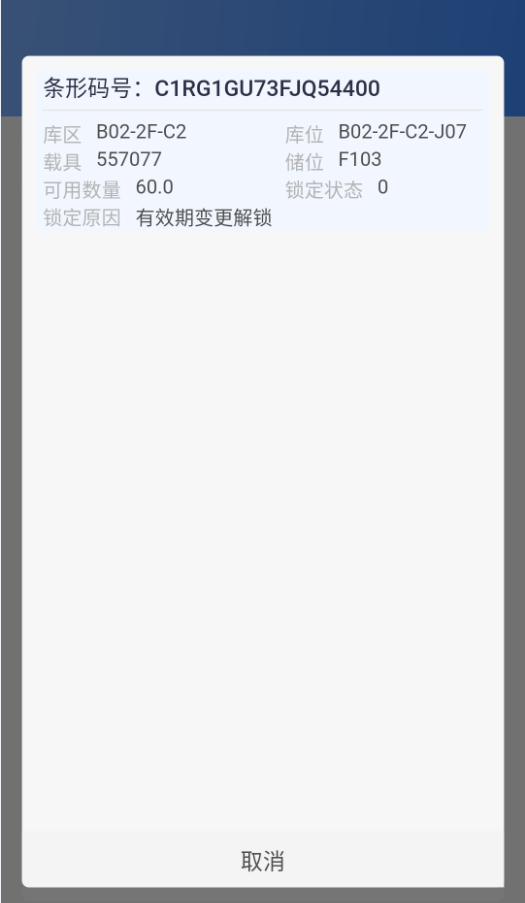 条形码号：C1RG1GU73FJQ54400
库区 B02-2F-C2 库位 B02-2F-C2-J07
载具 557077 储位 F103
可用数量 60.0 锁定状态 0
锁定原因 有效期变更解锁
取消